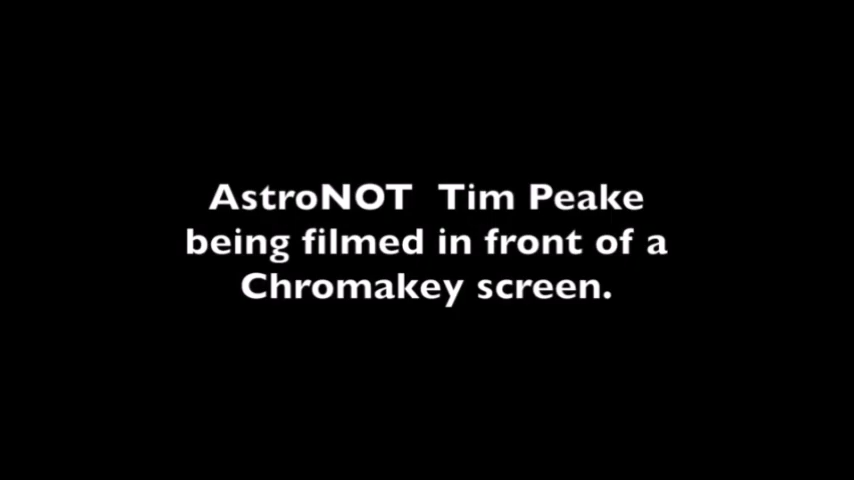 AstroNOT Tim Peake
being filmed in front of a
Chromakey screen.